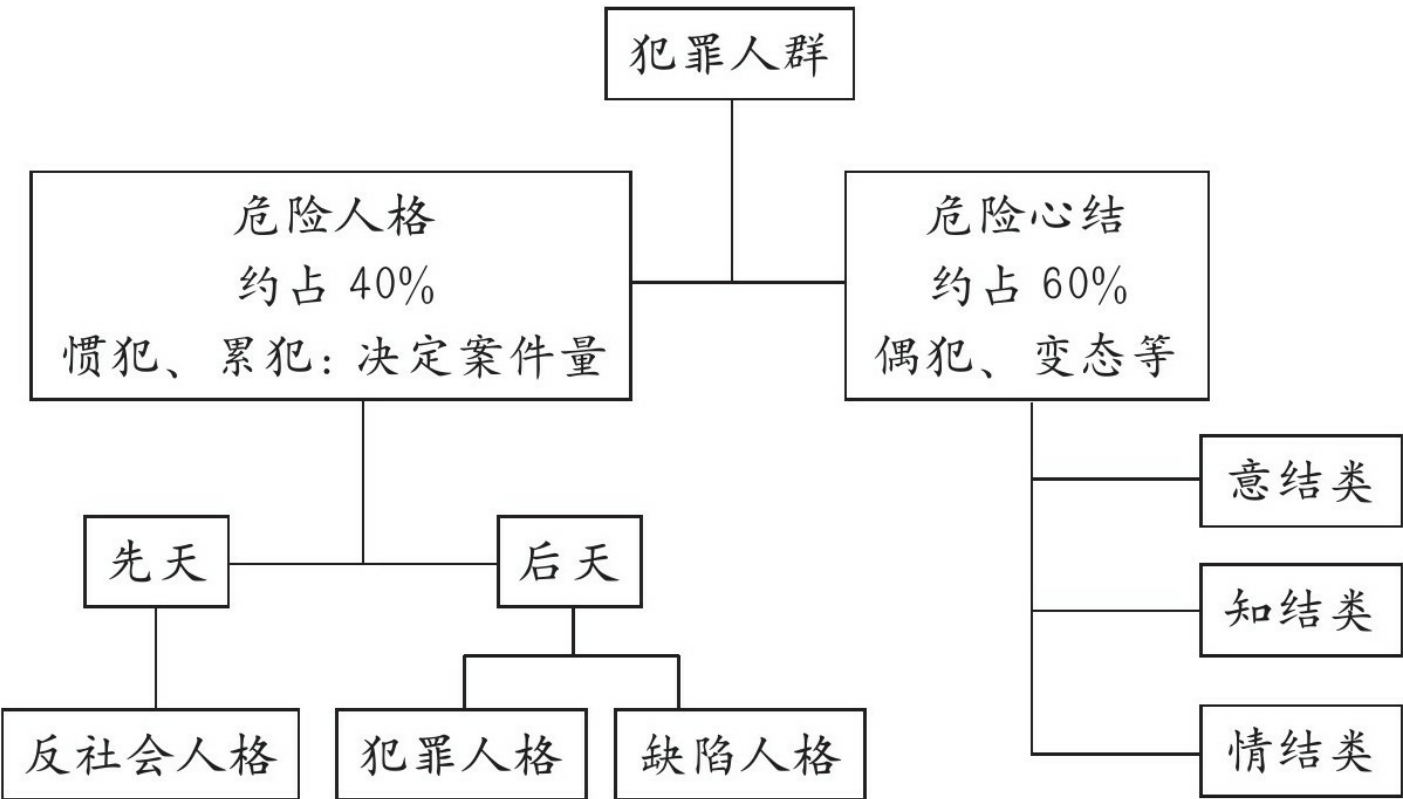 犯罪人群
危险人格
约占 40%
惯犯、累犯: 决定案件量
危险心结
约占 60%
偶犯、变态等
意结类
知结类
情结类
先天
后天
反社会人格
犯罪人格
缺陷人格